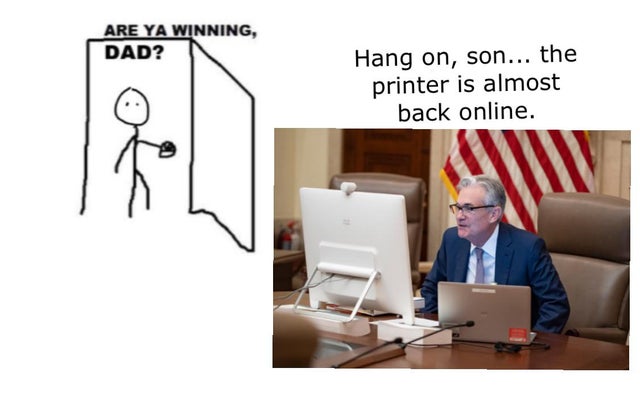 ARE YA WINNING,
DAD?
Hang on, son... the
printer is almost
back online.